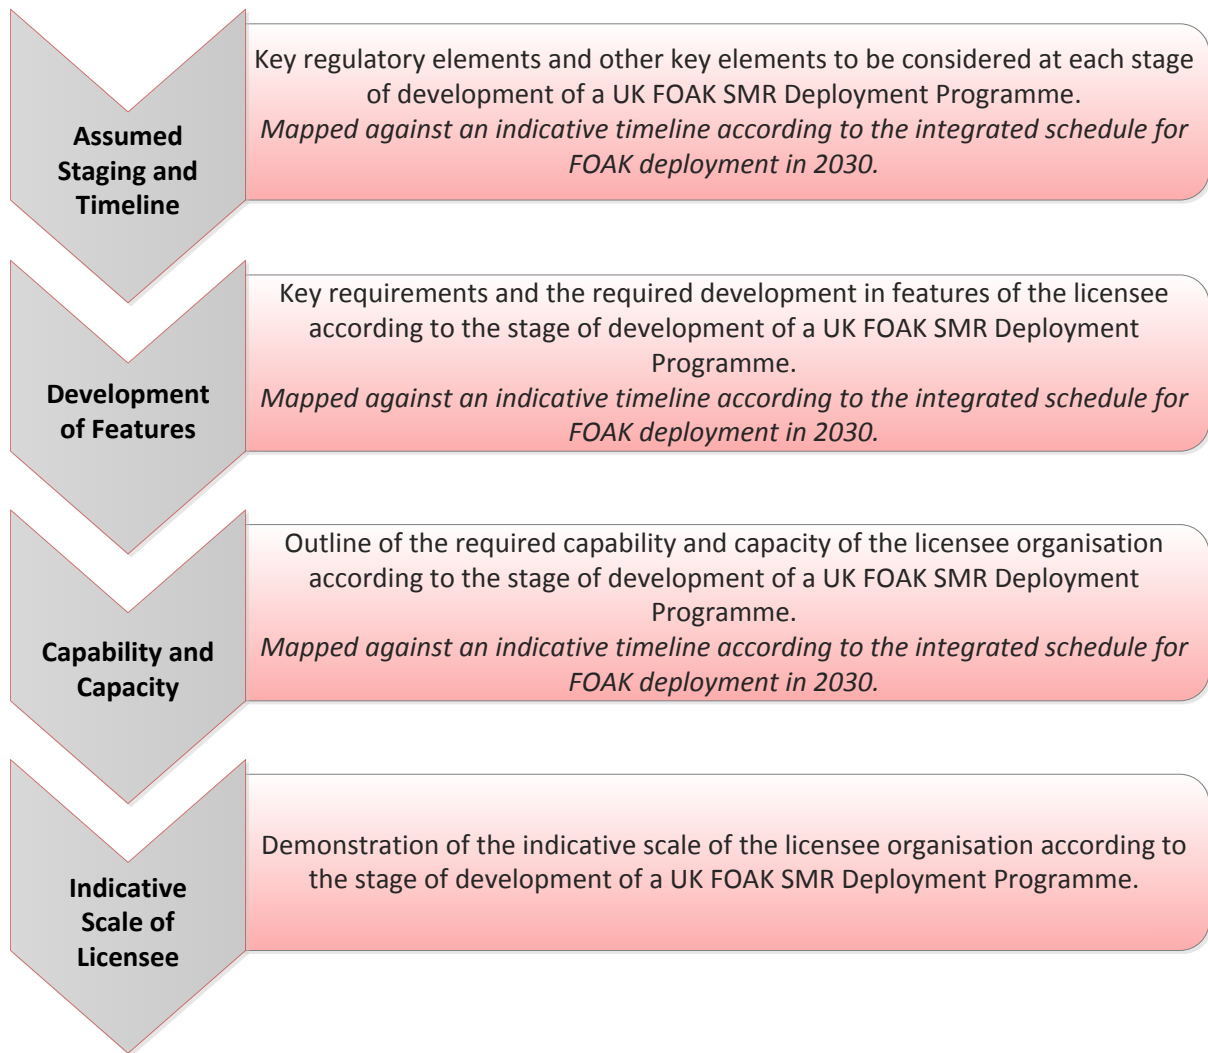 Assumed
Staging and
Timeline
Key regulatory elements and other key elements to be considered at each stage
of development of a UK FOAK SMR Deployment Programme.
Mapped against an indicative timeline according to the integrated schedule for
FOAK deployment in 2030.
Development
of Features
Key requirements and the required development in features of the licensee
according to the stage of development of a UK FOAK SMR Deployment
Programme.
Mapped against an indicative timeline according to the integrated schedule for
FOAK deployment in 2030.
Capability and
Capacity
Outline of the required capability and capacity of the licensee organisation
according to the stage of development of a UK FOAK SMR Deployment
Programme.
Mapped against an indicative timeline according to the integrated schedule for
FOAK deployment in 2030.
Indicative
Scale of
Licensee
Demonstration of the indicative scale of the licensee organisation according to
the stage of development of a UK FOAK SMR Deployment Programme.